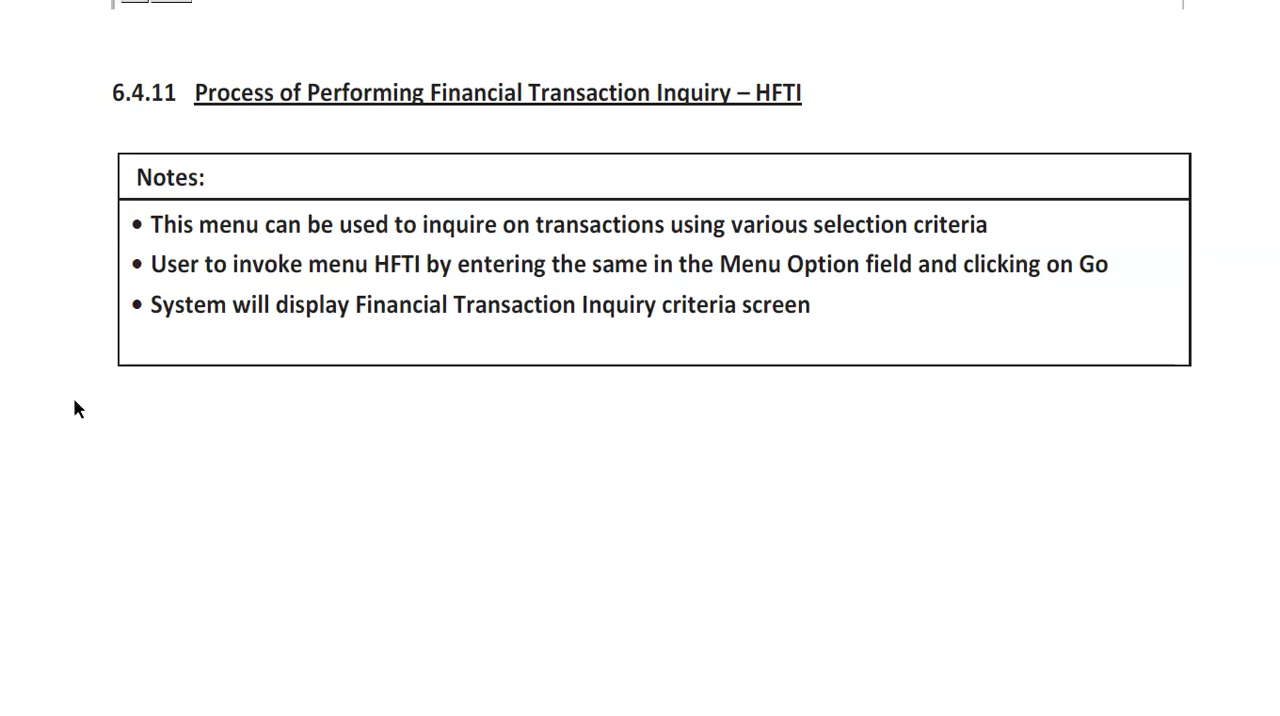 6.4.11 Process of Performing Financial Transaction Inquiry – HFTI
Notes:
• This menu can be used to inquire on transactions using various selection criteria
• User to invoke menu HFTI by entering the same in the Menu Option field and clicking on Go
• System will display Financial Transaction Inquiry criteria screen